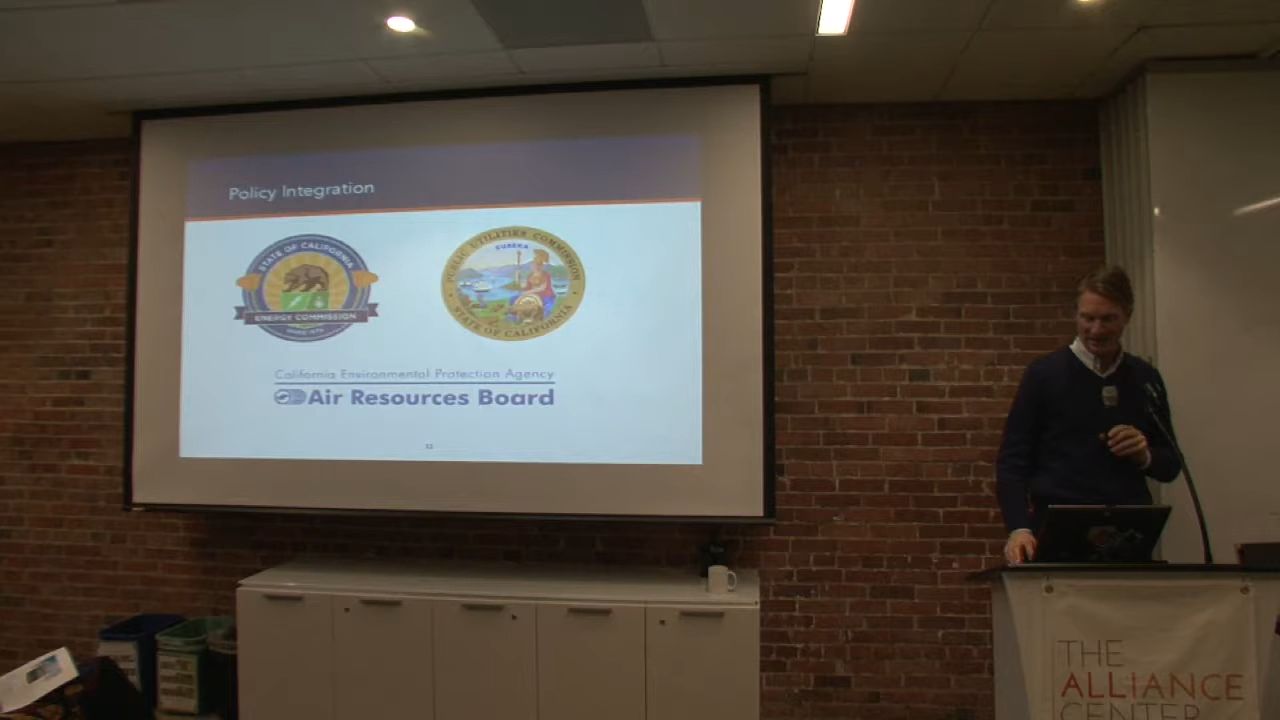 Policy Integration
STATE OF CALIFORNIA
ENERGY COMMISSION
PUBLIC UTILITIES COMMISSION
EUREKA
STATE OF CALIFORNIA
California Environmental Protection Agency
Air Resources Board
THE
ALLIANCE
CENTER